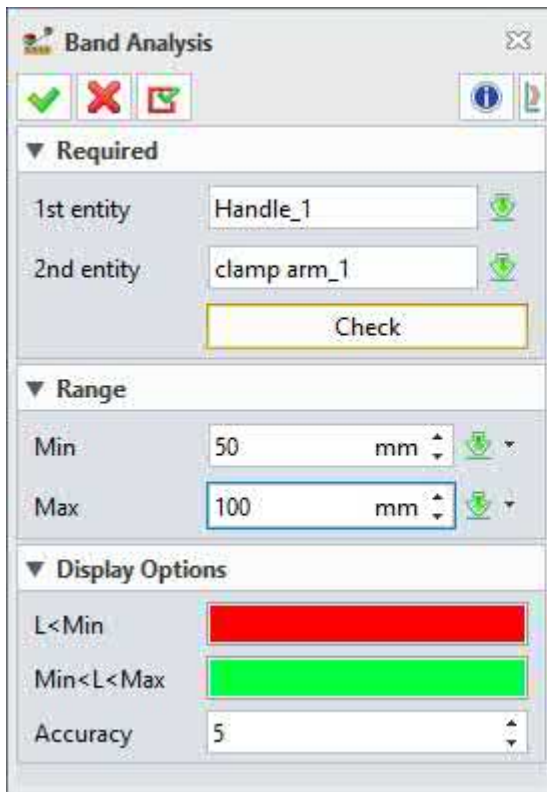 Band Analysis
Required
1st entity Handle_1
2nd entity clamp arm_1
Check
Range
Min 50 mm
Max 100 mm
Display Options
L<Min
Min<L<Max
Accuracy 5